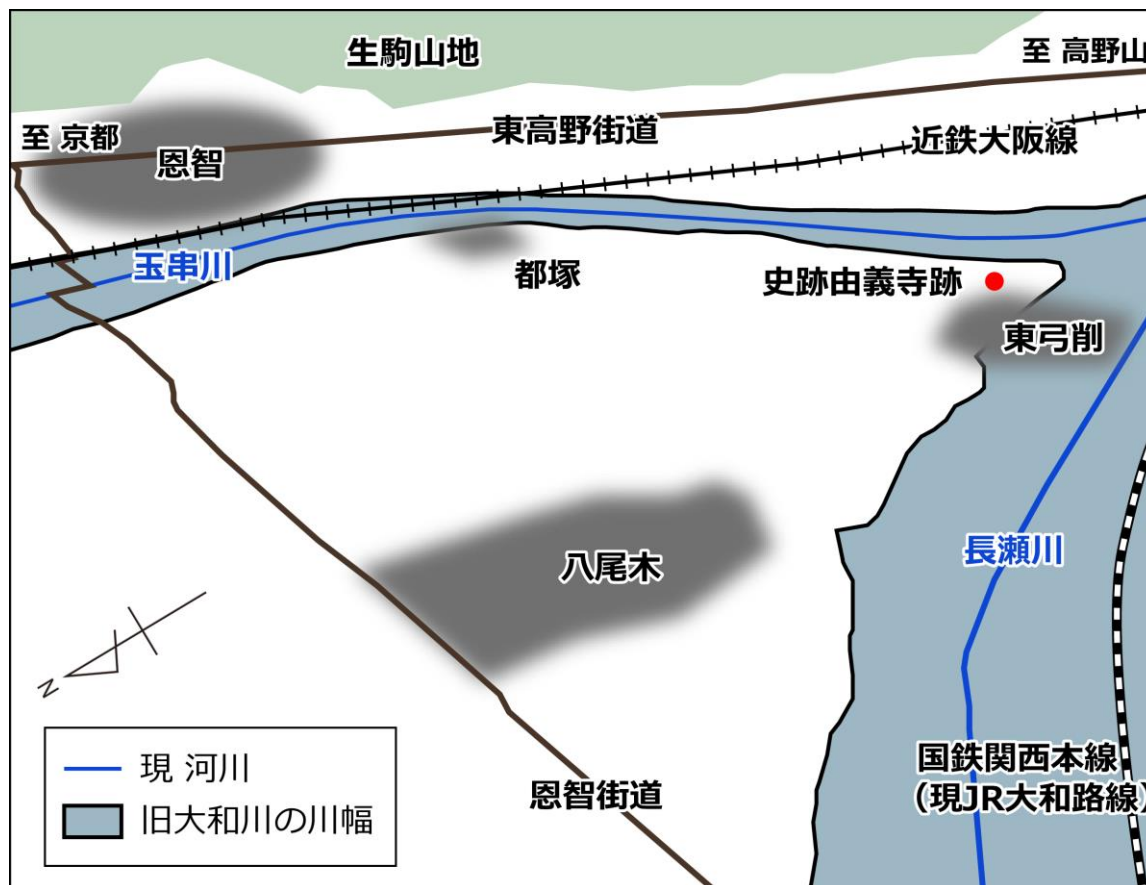 生駒山地
至 高野山
至 京都
東高野街道
近鉄大阪線
恩智
玉串川
都塚
史跡由義寺跡
東弓削
八尾木
長瀬川
N
現 河川
旧大和川の川幅
恩智街道
国鉄関西本線
（現JR大和路線）